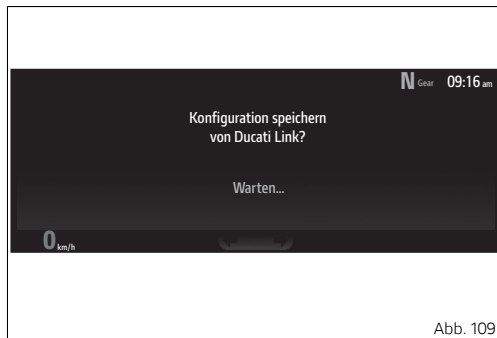 N Gear 09:16 am
Konfiguration speichern
von Ducati Link?
Warten...
0 km/h
Abb. 109